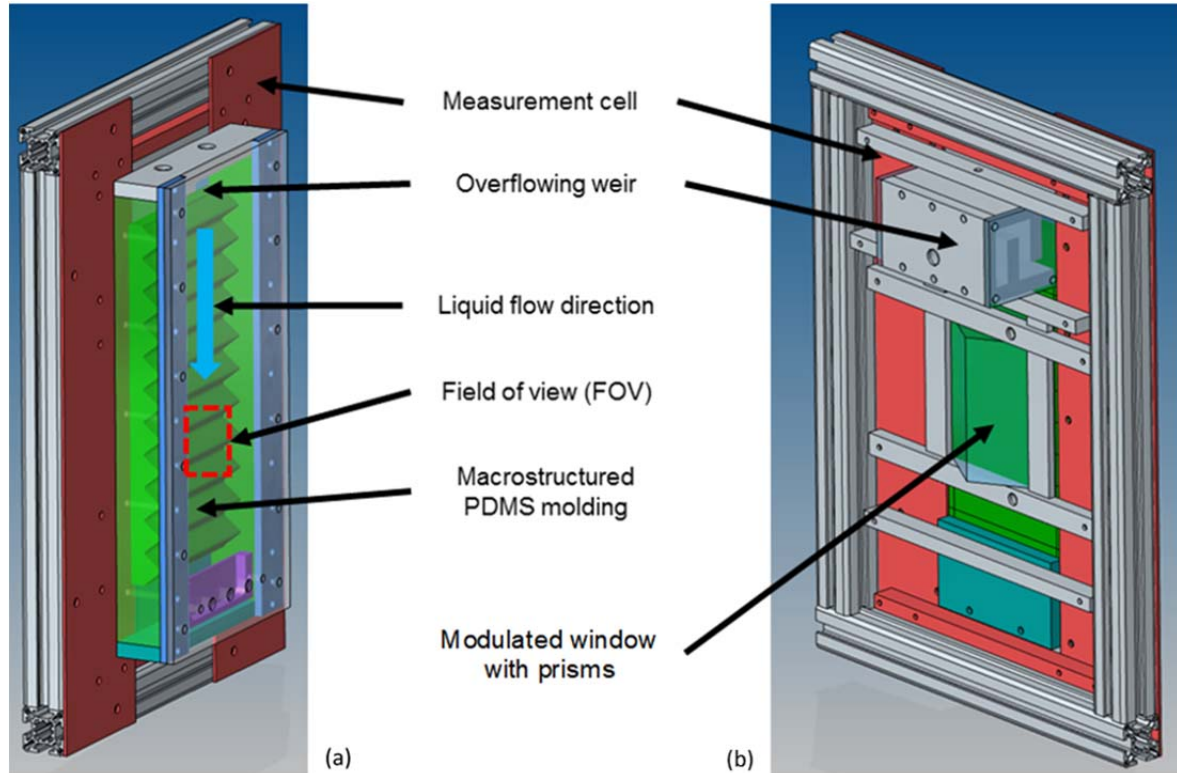 Measurement cell
Overflowing weir
Liquid flow direction
Field of view (FOV)
Macrostructured
PDMS molding
Modulated window
with prisms
(a)
(b)